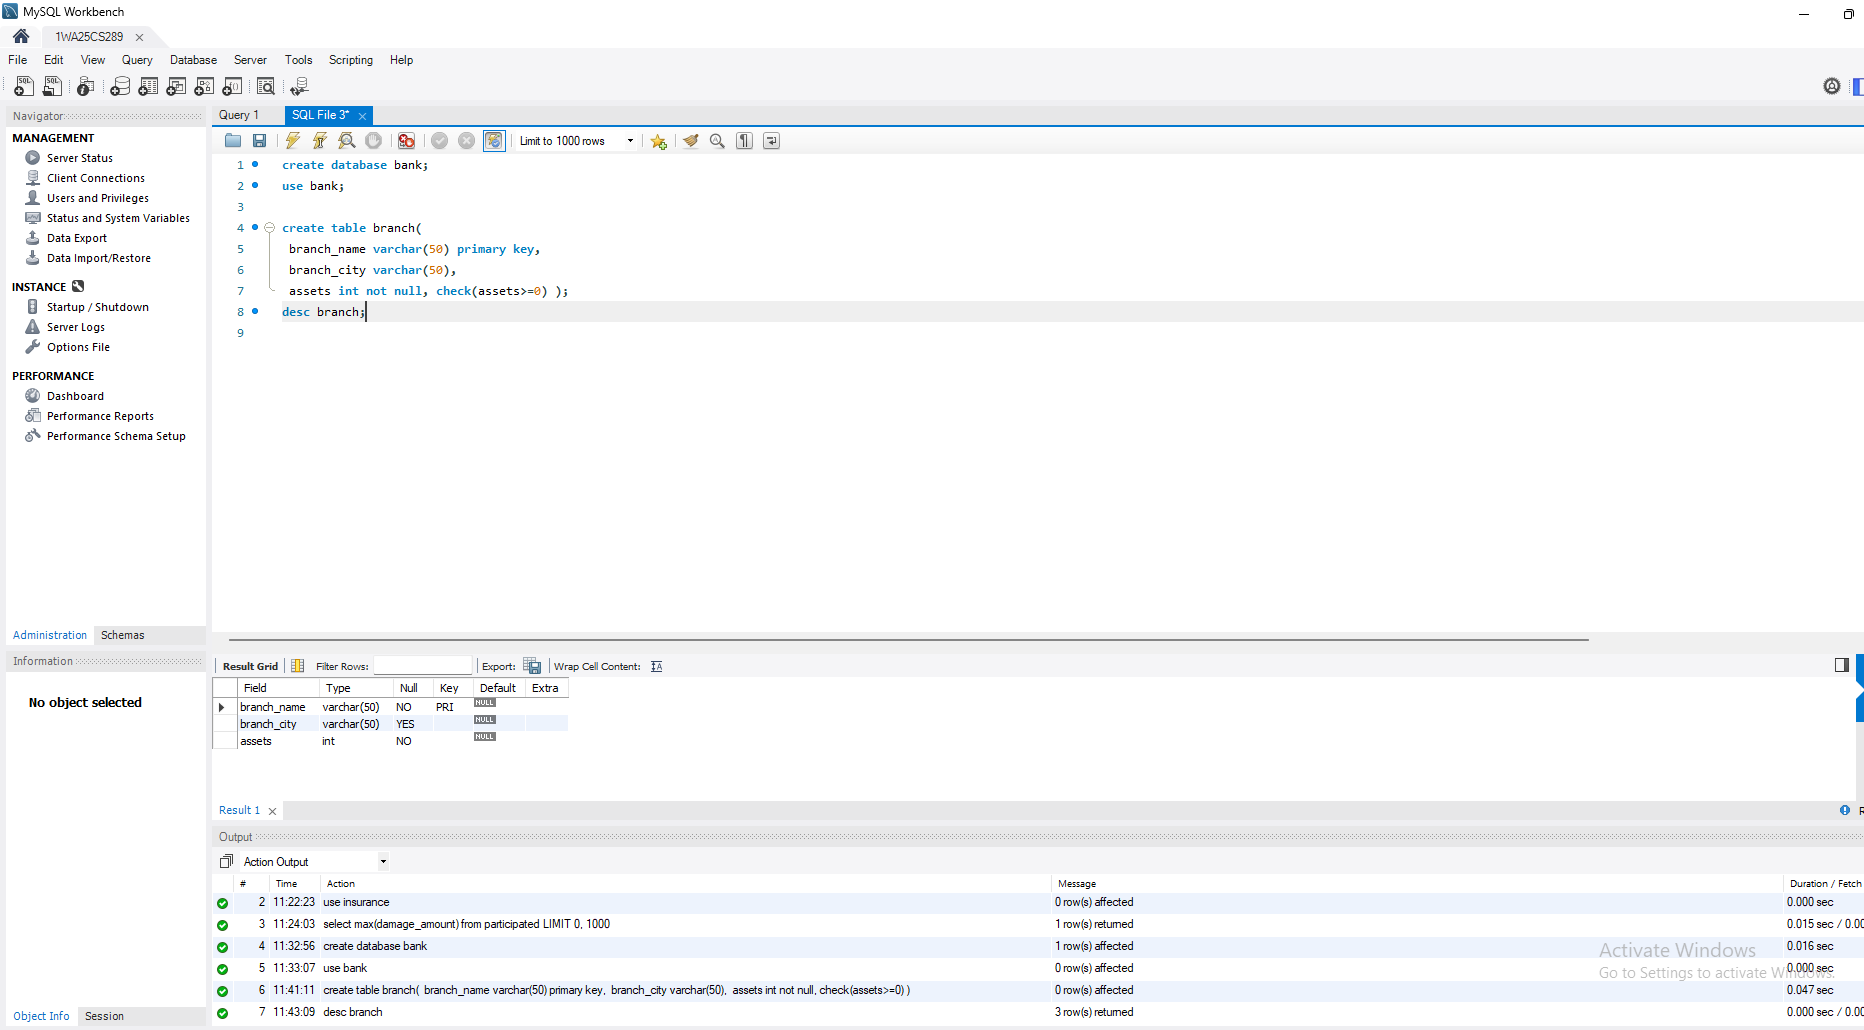 MySQL Workbench
1WA25CS289
File Edit View Query Database Server Tools Scripting Help
Navigator
MANAGEMENT
Server Status
Client Connections
Users and Privileges
Status and System Variables
Data Export
Data Import/Restore
INSTANCE
Startup / Shutdown
Server Logs
Options File
PERFORMANCE
Dashboard
Performance Reports
Performance Schema Setup
Administration Schemas
Information
No object selected
Object Info Session
Query 1 SQL File 3*
Limit to 1000 rows
1 create database bank;
2 use bank;
3
4 create table branch(
5 branch_name varchar(50) primary key,
6 branch_city varchar(50),
7 assets int not null, check(assets>=0) );
8 desc branch;
9
Result Grid Filter Rows: Export: Wrap Cell Content:
Field Type Null Key Default Extra
branch_name varchar(50) NO PRI NULL
branch_city varchar(50) YES NULL
assets int NO NULL
Result 1
Output
Action Output
# Time Action Message Duration / Fetch
2 11:22:23 use insurance 0 row(s) affected 0.000 sec
3 11:24:03 select max(damage_amount) from participated LIMIT 0, 1000 1 row(s) returned 0.015 sec / 0.00
4 11:32:56 create database bank 1 row(s) affected 0.016 sec
5 11:33:07 use bank 0 row(s) affected 0.000 sec
6 11:41:11 create table branch( branch_name varchar(50) primary key, branch_city varchar(50), assets int not null, check(assets>=0) ) 0 row(s) affected 0.047 sec
7 11:43:09 desc branch 3 row(s) returned 0.000 sec / 0.00
Activate Windows
Go to Settings to activate Windows.